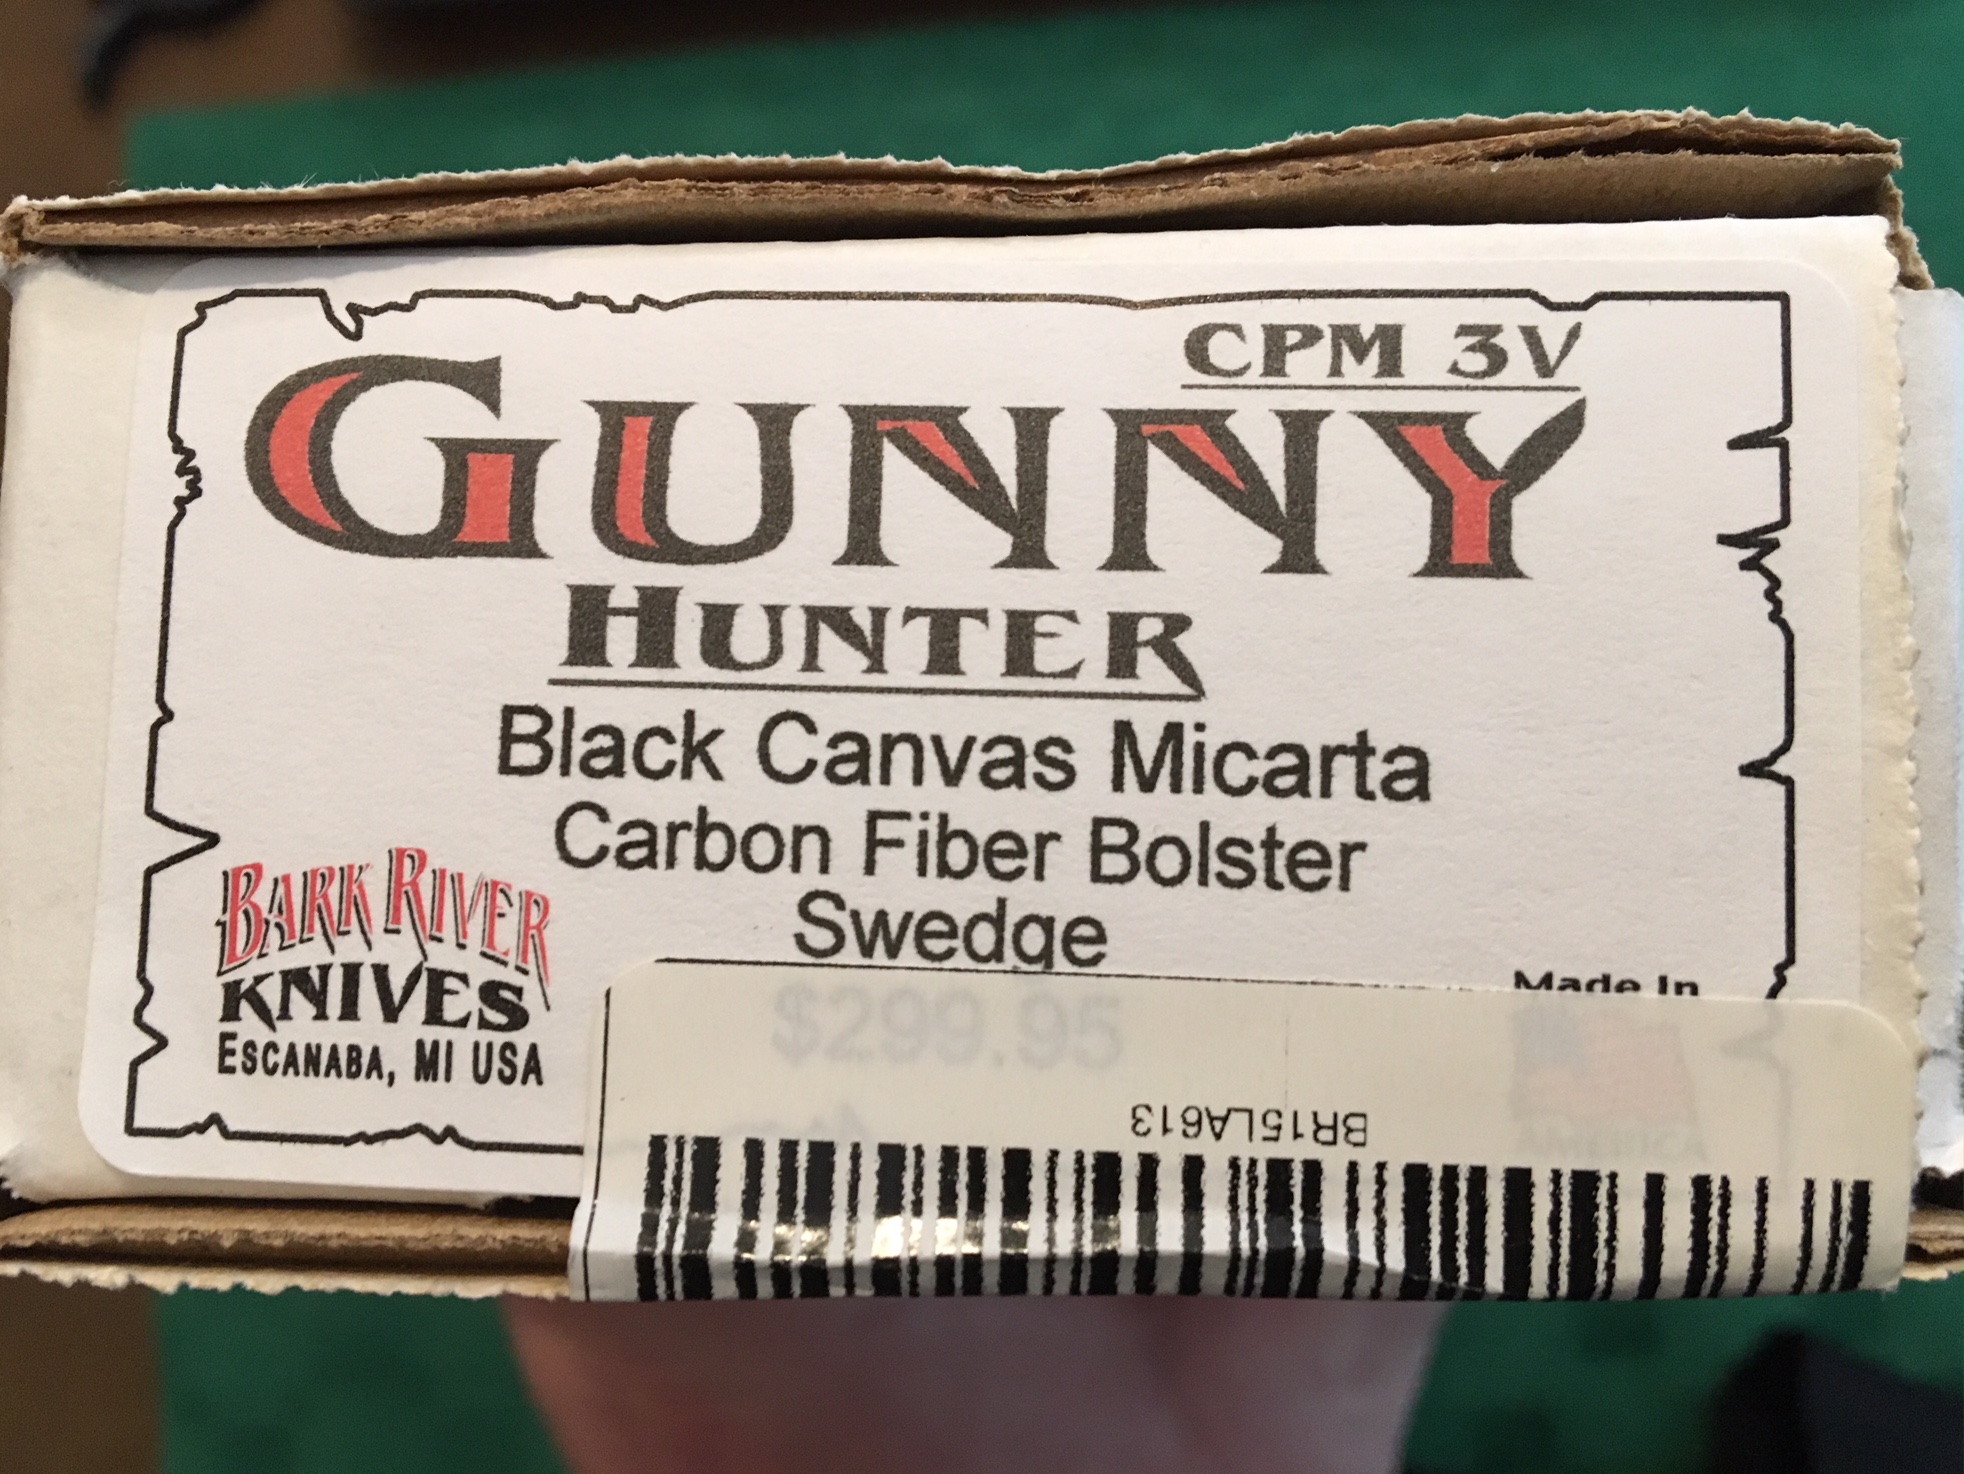 CPM 3V
GUNNY
HUNTER
Black Canvas Micarta
Carbon Fiber Bolster
Swedge
BARK RIVER
KNIVES
ESCANABA, MI USA
Made In
$299.95
BR15LA613